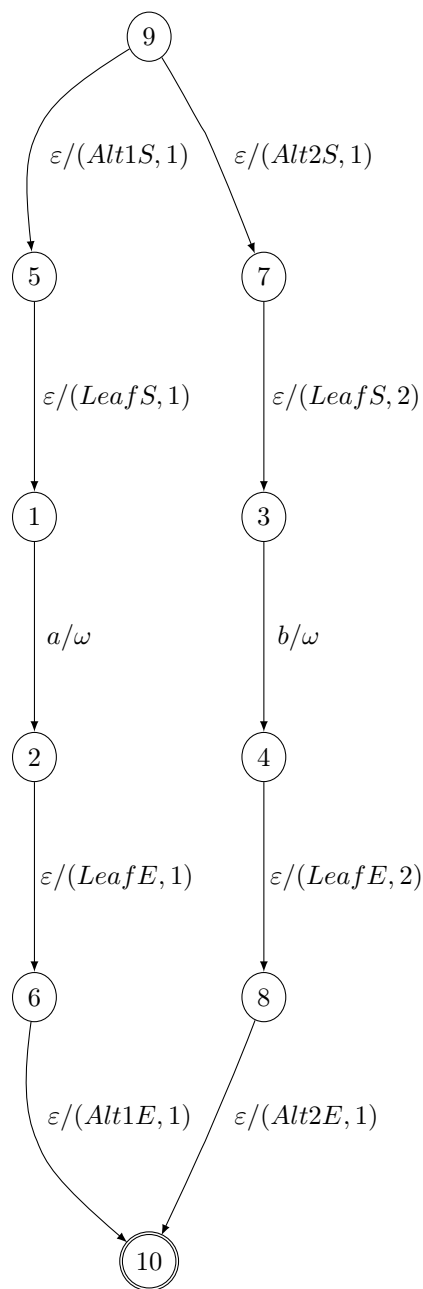 9
ε/(Alt1S, 1) ε/(Alt2S, 1)
5 7
ε/(LeafS, 1) ε/(LeafS, 2)
1 3
a/ω b/ω
2 4
ε/(LeafE, 1) ε/(LeafE, 2)
6 8
ε/(Alt1E, 1) ε/(Alt2E, 1)
10